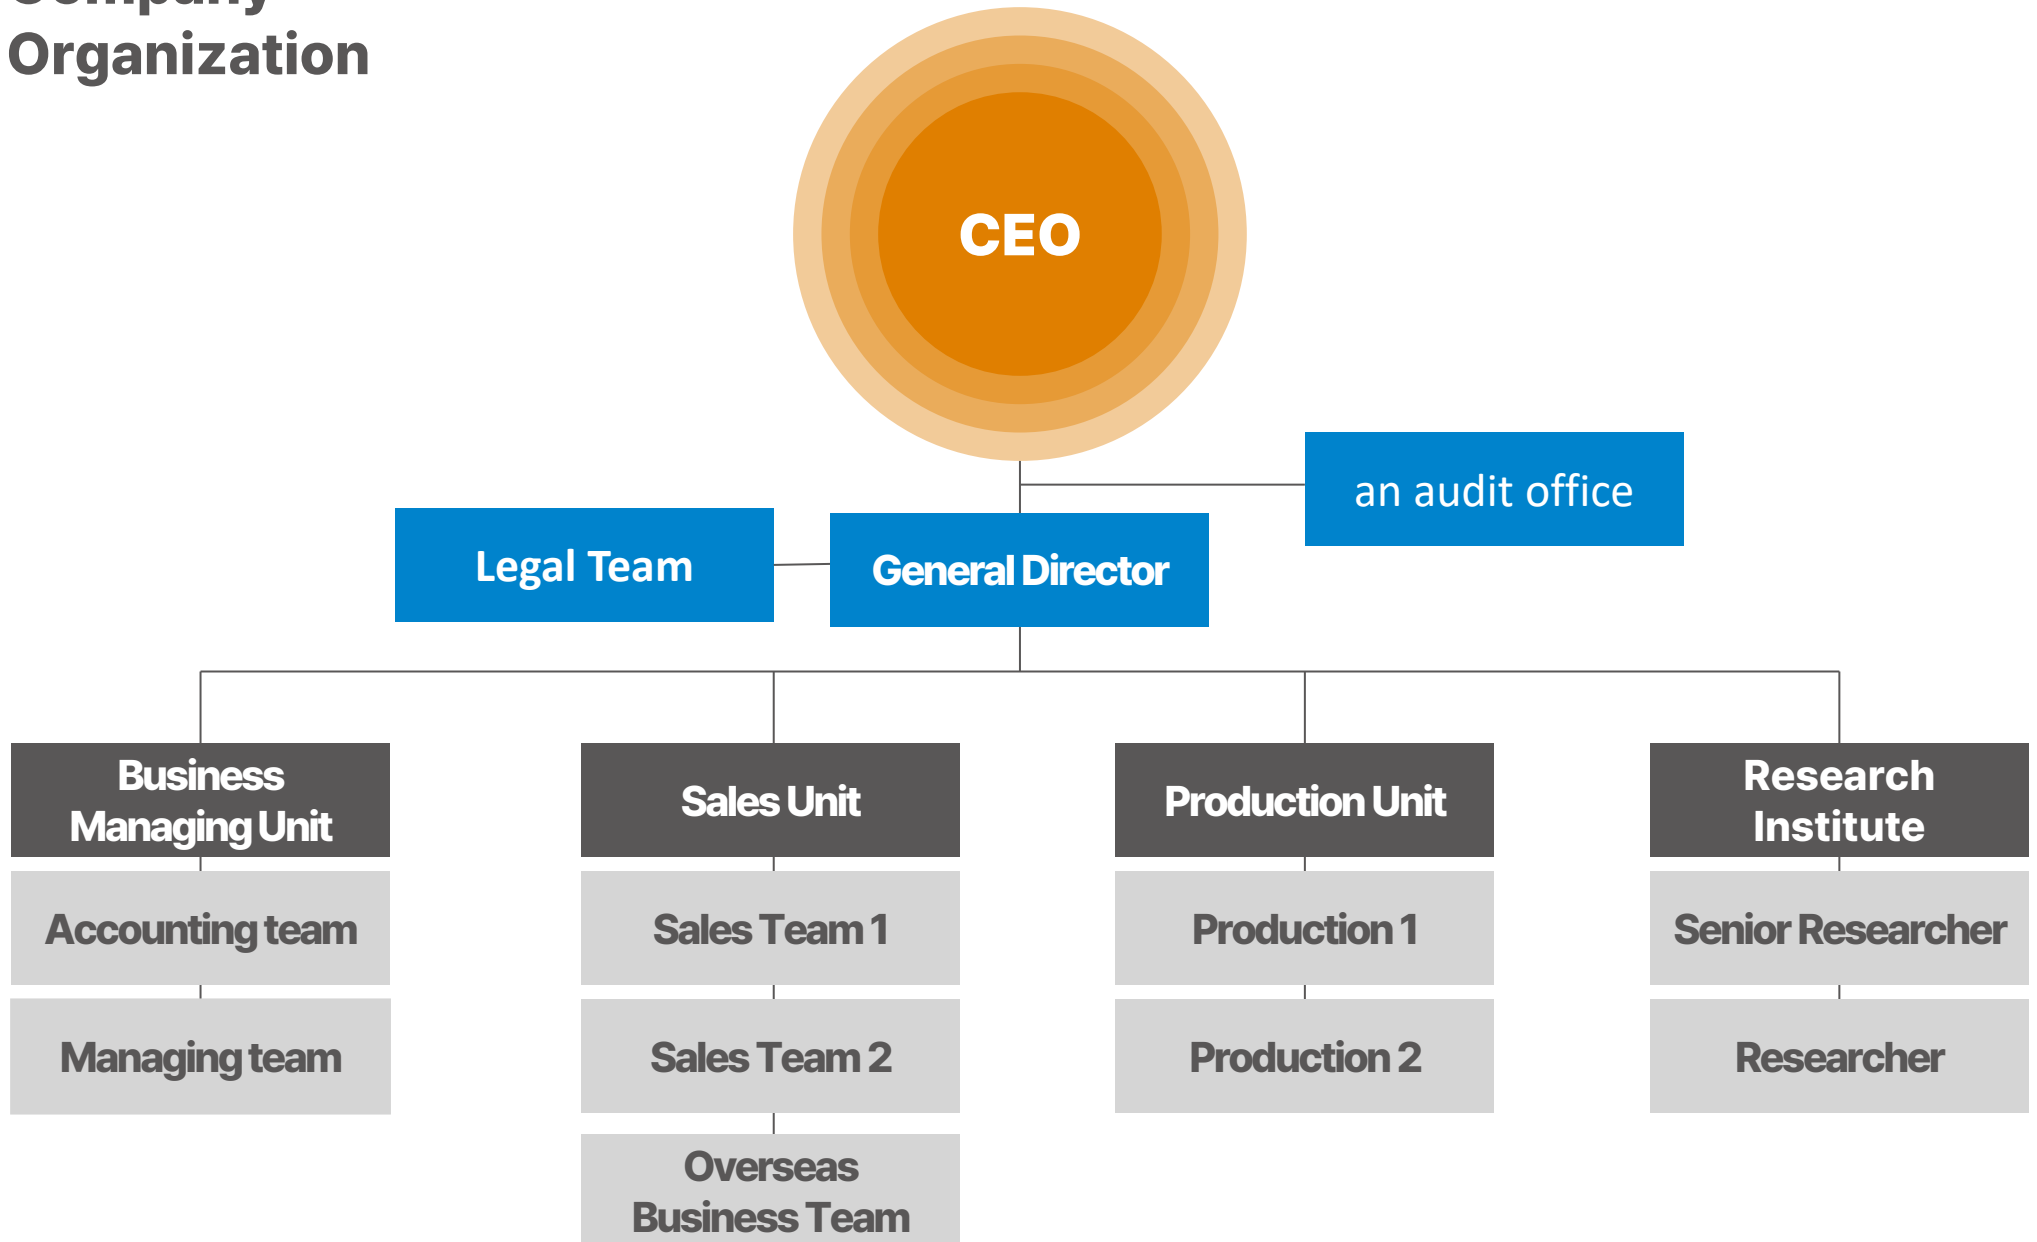 Company
Organization
CEO
an audit office
Legal Team
General Director
Business
Managing Unit
Sales Unit
Production Unit
Research
Institute
Accounting team
Sales Team 1
Production 1
Senior Researcher
Managing team
Sales Team 2
Production 2
Researcher
Overseas
Business Team